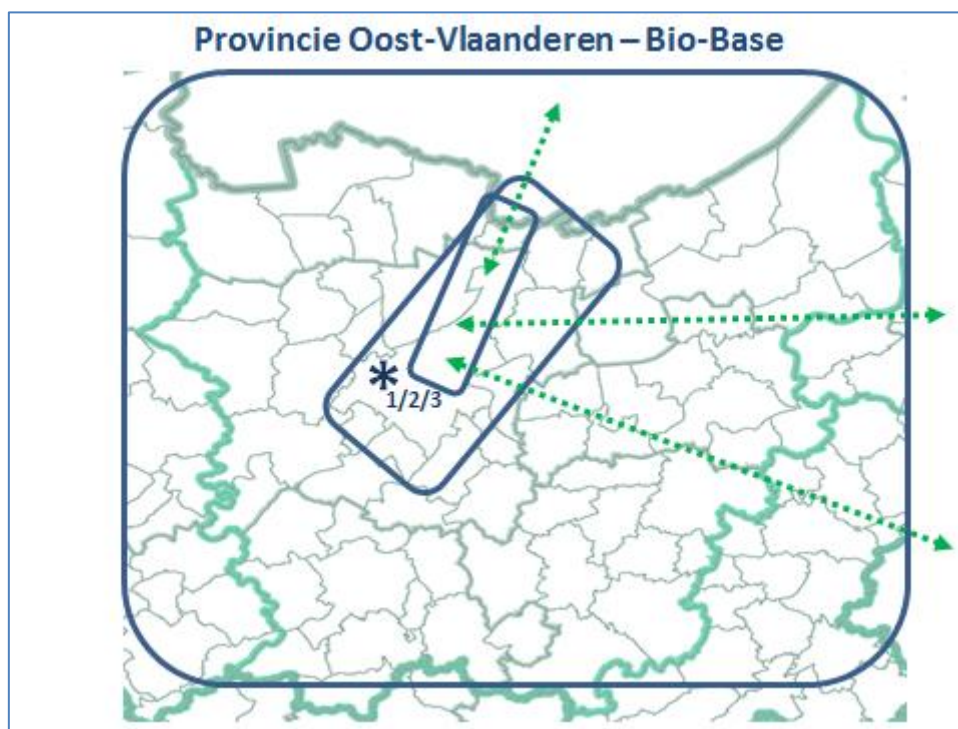 Provincie Oost-Vlaanderen – Bio-Base
*1/2/3